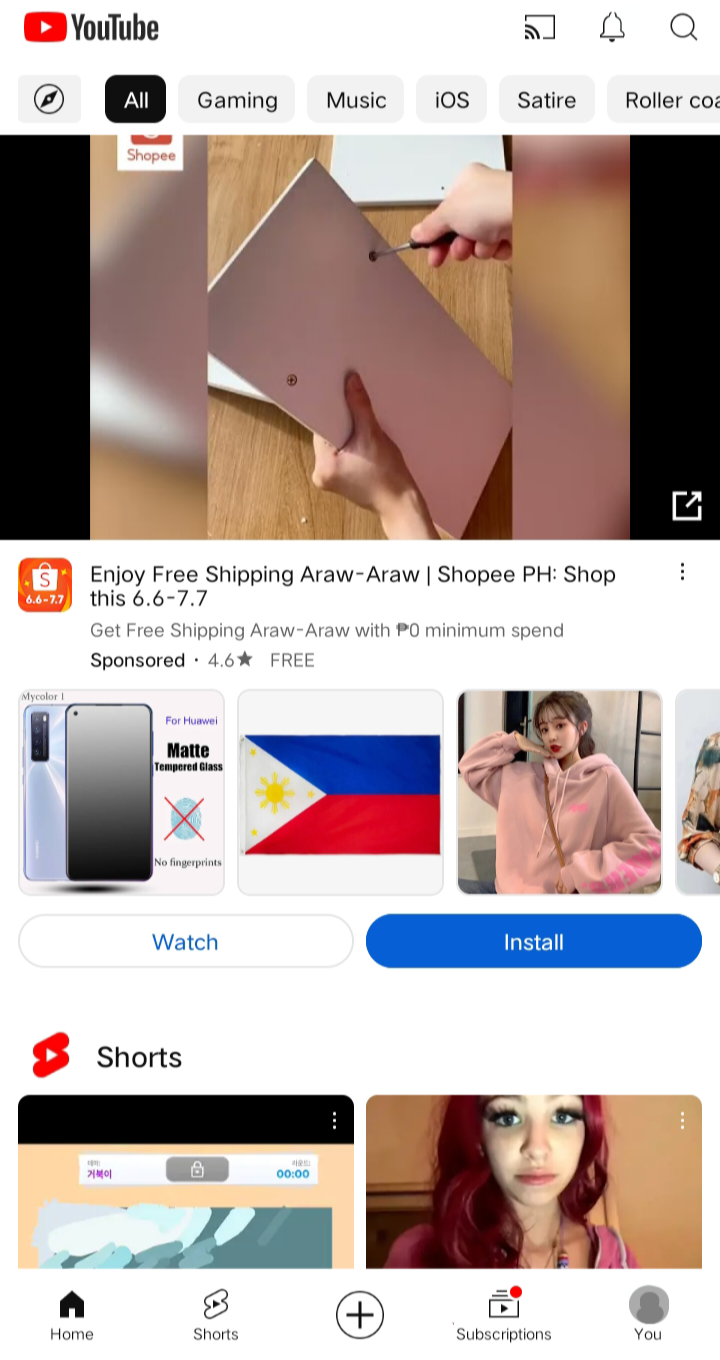 YouTube
All
Gaming
Music
iOS
Satire
Roller coa
Shopee
S
6.6-7.7
Enjoy Free Shipping Araw-Araw | Shopee PH: Shop
this 6.6-7.7
Get Free Shipping Araw-Araw with ₱0 minimum spend
Sponsored · 4.6★ FREE
Mycolor 1
For Huawei
Matte
Tempered Glass
No fingerprints
Watch
Install
Shorts
거북이
00:00
Home
Shorts
Subscriptions
You